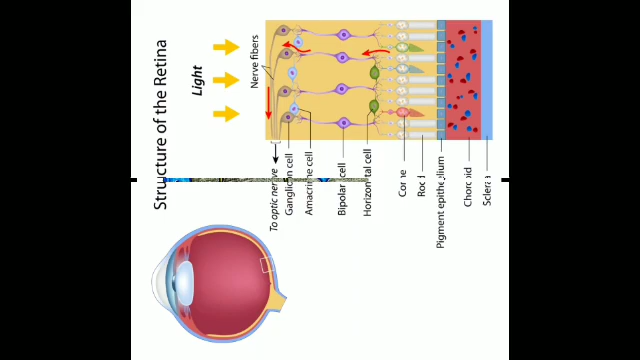 Structure of the Retina
Light
Nerve fibers
To optic nerve
Ganglion cell
Amacrine cell
Bipolar cell
Horizontal cell
Cone
Rod
Pigment epithelium
Choroid
Sclera